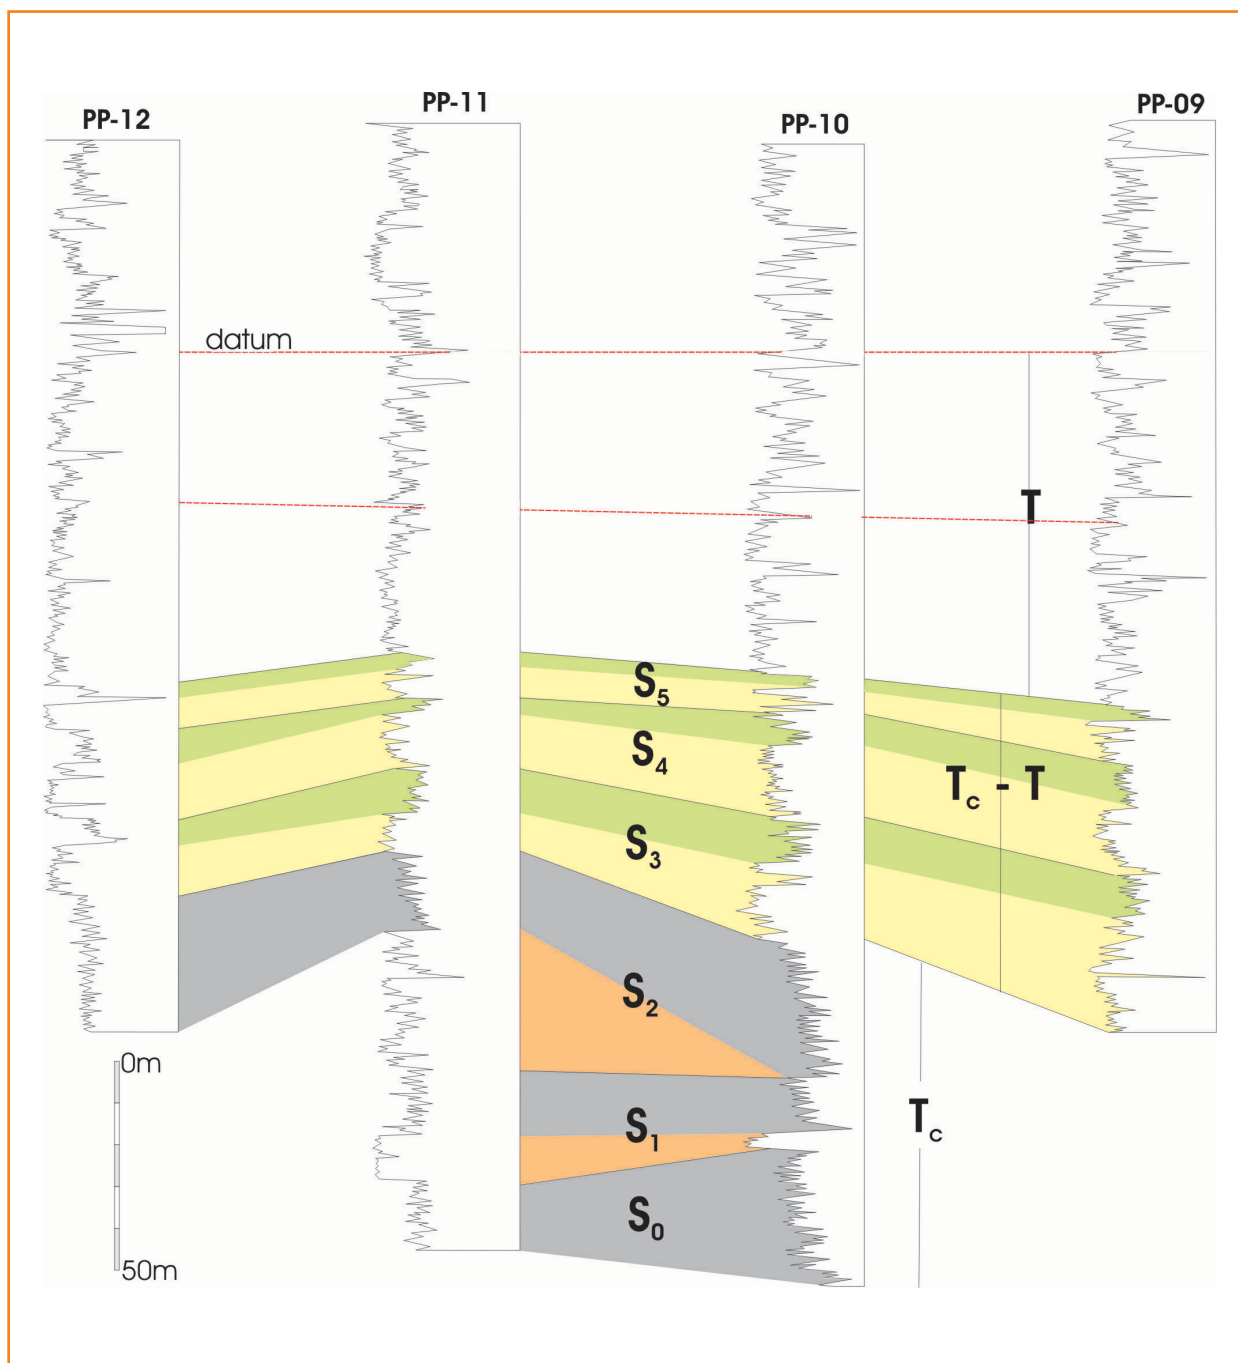 PP-12
PP-11
PP-10
PP-09
datum
T
S5
S4
Tc - T
S3
S2
0m
S1
Tc
S0
50m